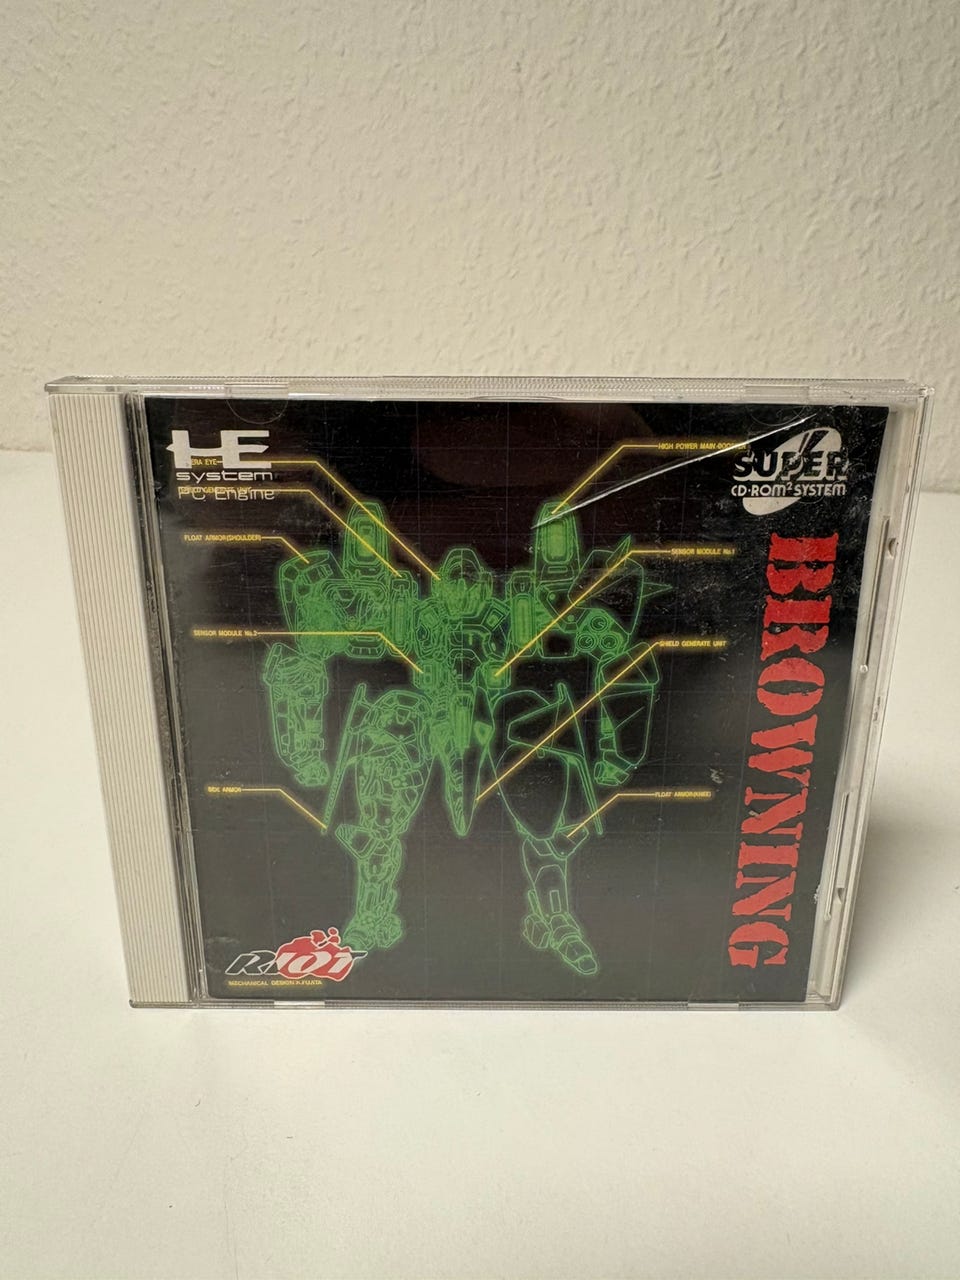 HE
system
PC Engine
SUPER
CD-ROM² SYSTEM
HIGH POWER MAIN-BOOSTER
FLOAT ARMOR(SHOULDER)
SENSOR MODULE No.1
SENSOR MODULE No.2
SHIELD GENERATE UNIT
SIDE ARMOR
FLOAT ARMOR(KNEE)
BROWNING
RIOT
MECHANICAL DESIGN K.FUJITA